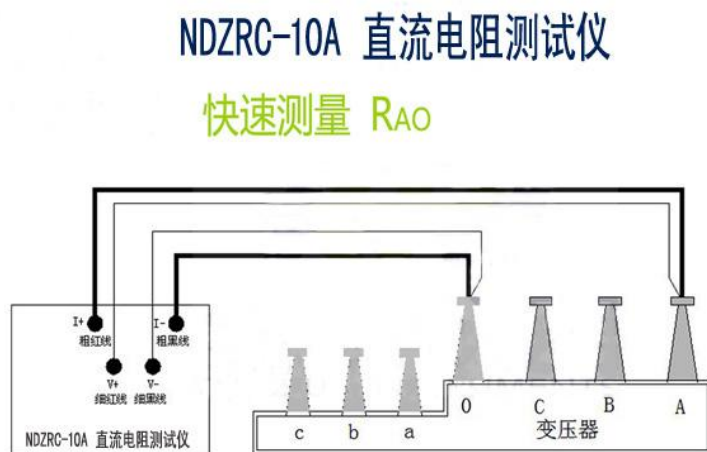 NDZRC-10A 直流电阻测试仪
快速测量 RAO
I+
I-
粗红线
粗黑线
V+
V-
细红线
细黑线
O
C
B
A
c
b
a
变压器
NDZRC-10A 直流电阻测试仪